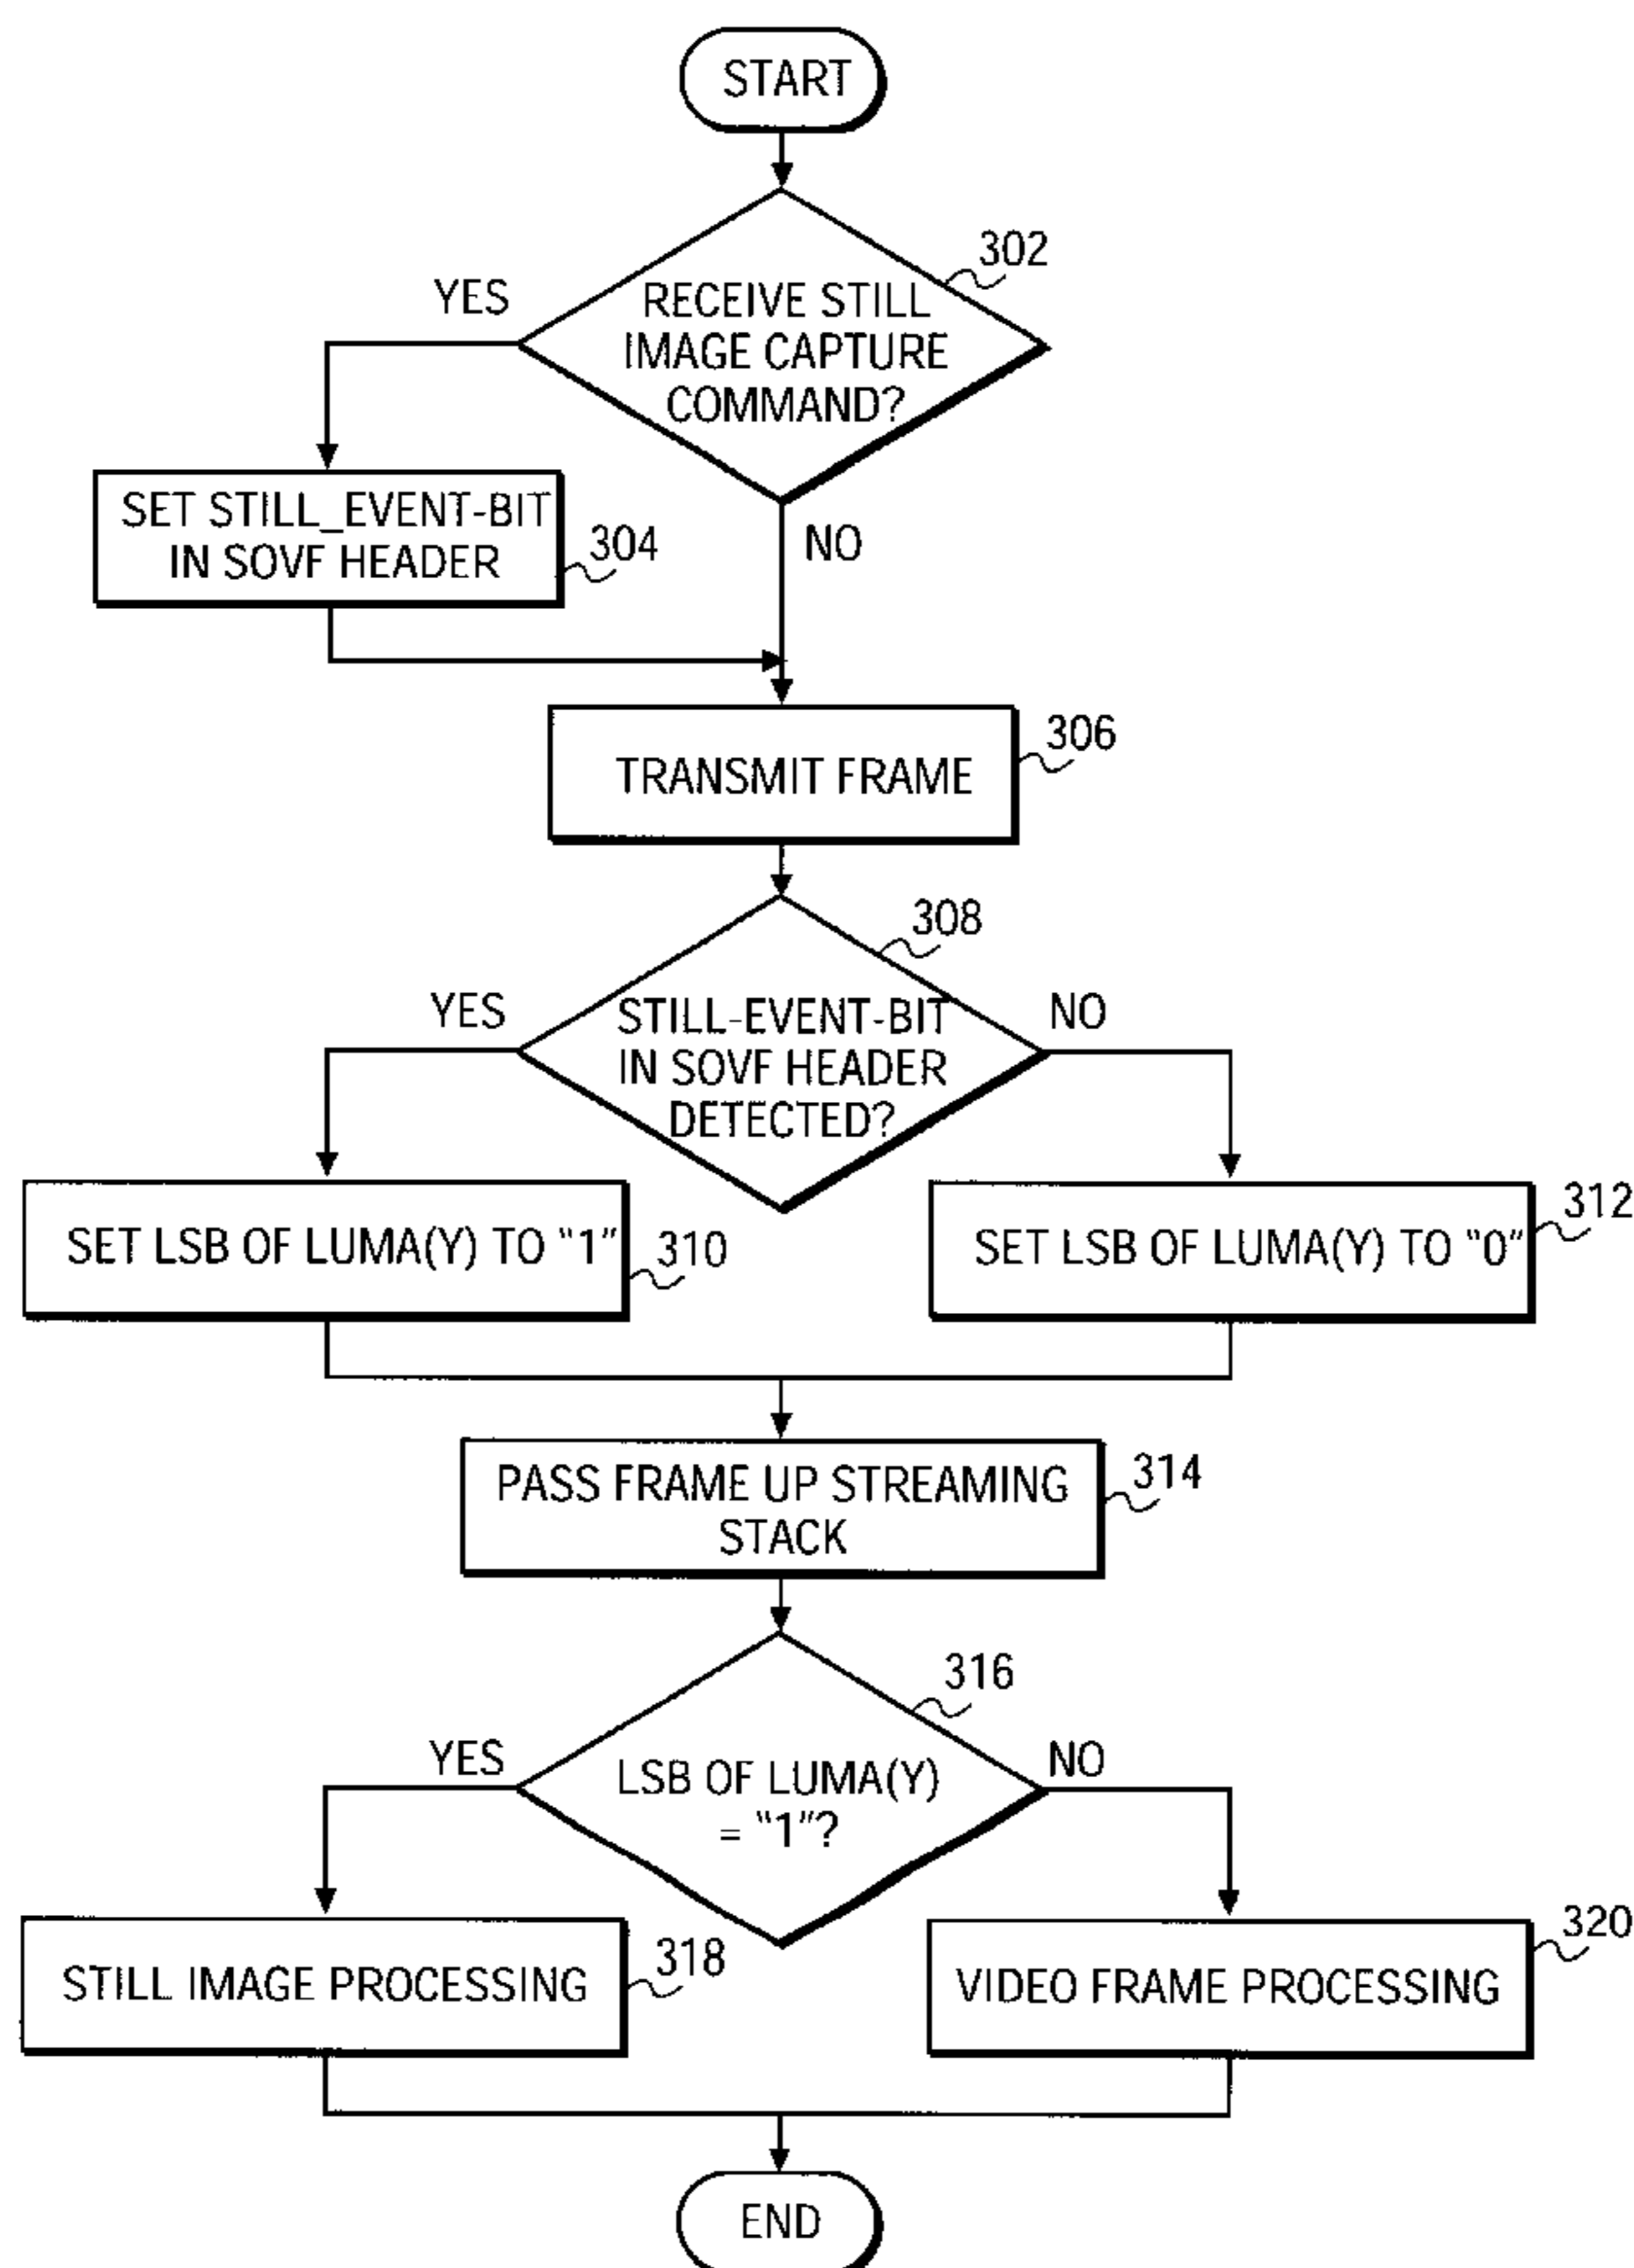 START
302
YES
RECEIVE STILL
IMAGE CAPTURE
COMMAND?
SET STILL_EVENT-BIT
IN SOVF HEADER
304
NO
306
TRANSMIT FRAME
308
YES
STILL-EVENT-BIT
IN SOVF HEADER
DETECTED?
NO
SET LSB OF LUMA(Y) TO "1"
310
SET LSB OF LUMA(Y) TO "0"
312
PASS FRAME UP STREAMING
STACK
314
316
YES
LSB OF LUMA(Y)
= "1"?
NO
STILL IMAGE PROCESSING
318
VIDEO FRAME PROCESSING
320
END